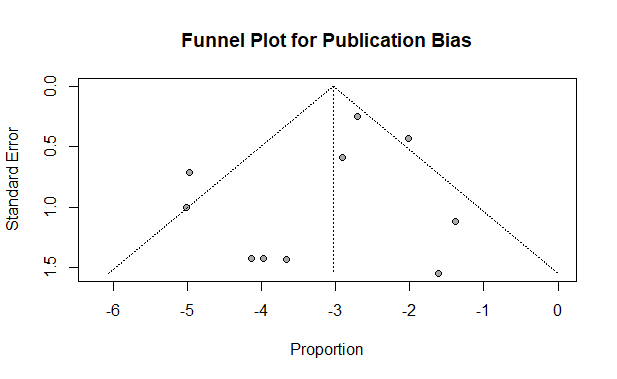 Funnel Plot for Publication Bias
Standard Error
0.0
0.5
1.0
1.5
-6 -5 -4 -3 -2 -1 0
Proportion